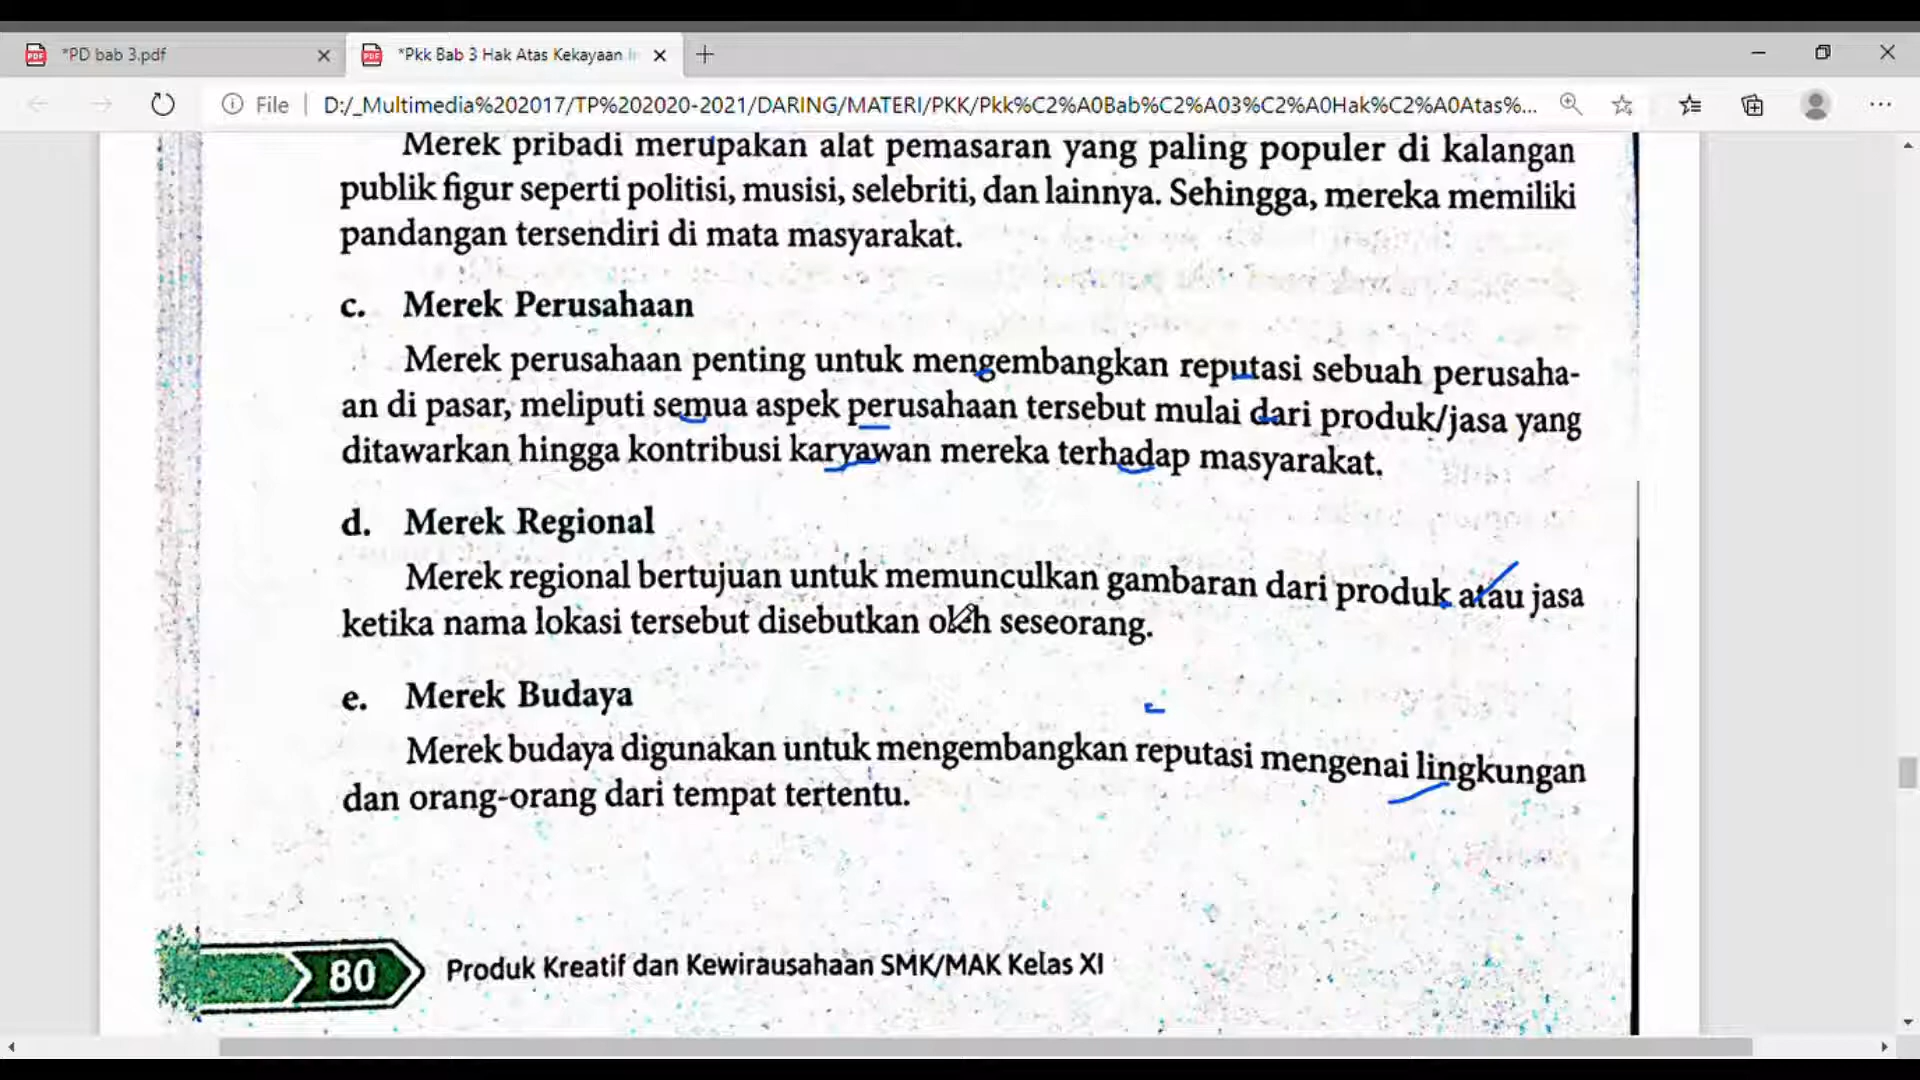 *PD bab 3.pdf
*Pkk Bab 3 Hak Atas Kekayaan In
File
D:/_Multimedia%202017/TP%202020-2021/DARING/MATERI/PKK/Pkk%C2%A0Bab%C2%A03%C2%A0Hak%C2%A0Atas%...
Merek pribadi merupakan alat pemasaran yang paling populer di kalangan
publik figur seperti politisi, musisi, selebriti, dan lainnya. Sehingga, mereka memiliki
pandangan tersendiri di mata masyarakat.
c. Merek Perusahaan
Merek perusahaan penting untuk mengembangkan reputasi sebuah perusaha-
an di pasar, meliputi semua aspek perusahaan tersebut mulai dari produk/jasa yang
ditawarkan hingga kontribusi karyawan mereka terhadap masyarakat.
d. Merek Regional
Merek regional bertujuan untuk memunculkan gambaran dari produk atau jasa
ketika nama lokasi tersebut disebutkan oleh seseorang.
e. Merek Budaya
Merek budaya digunakan untuk mengembangkan reputasi mengenai lingkungan
dan orang-orang dari tempat tertentu.
80 Produk Kreatif dan Kewirausahaan SMK/MAK Kelas XI